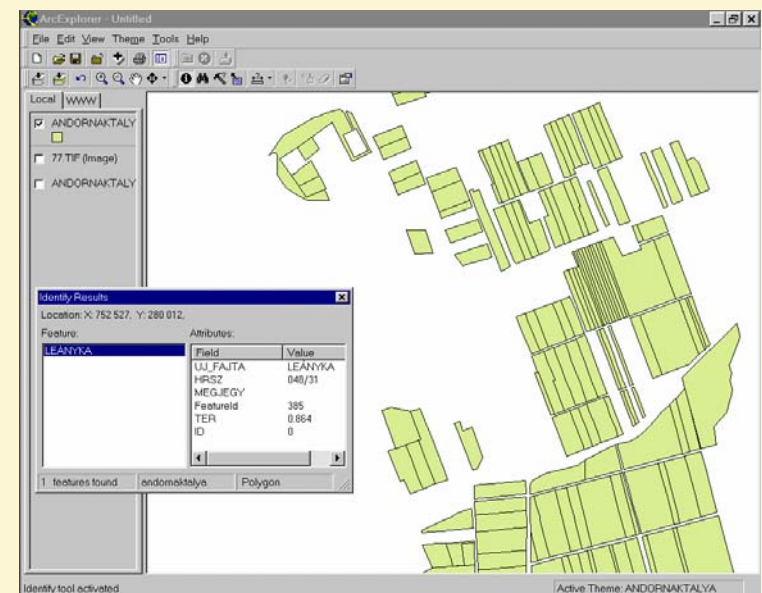 ArcExplorer - Untitled
File Edit View Theme Tools Help
Local WWW
ANDORNAKTALY
77.TIF (Image)
ANDORNAKTALY
Identify Results
Location: X: 752 527, Y: 280 012,
Feature: Attributes:
LEÁNYKA
Field Value
UJ_FAJTA LEÁNYKA
HRSZ 048/31
MEGJEGY
FeatureId 385
TER 0.864
ID 0
1 features found andornaktalya Polygon
Identify tool activated
Active Theme: ANDORNAKTALYA